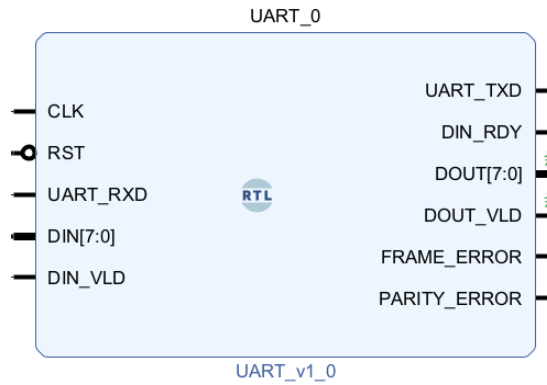 UART_0
CLK
RST
UART_RXD
DIN[7:0]
DIN_VLD
RTL
UART_TXD
DIN_RDY
DOUT[7:0]
DOUT_VLD
FRAME_ERROR
PARITY_ERROR
UART_v1_0